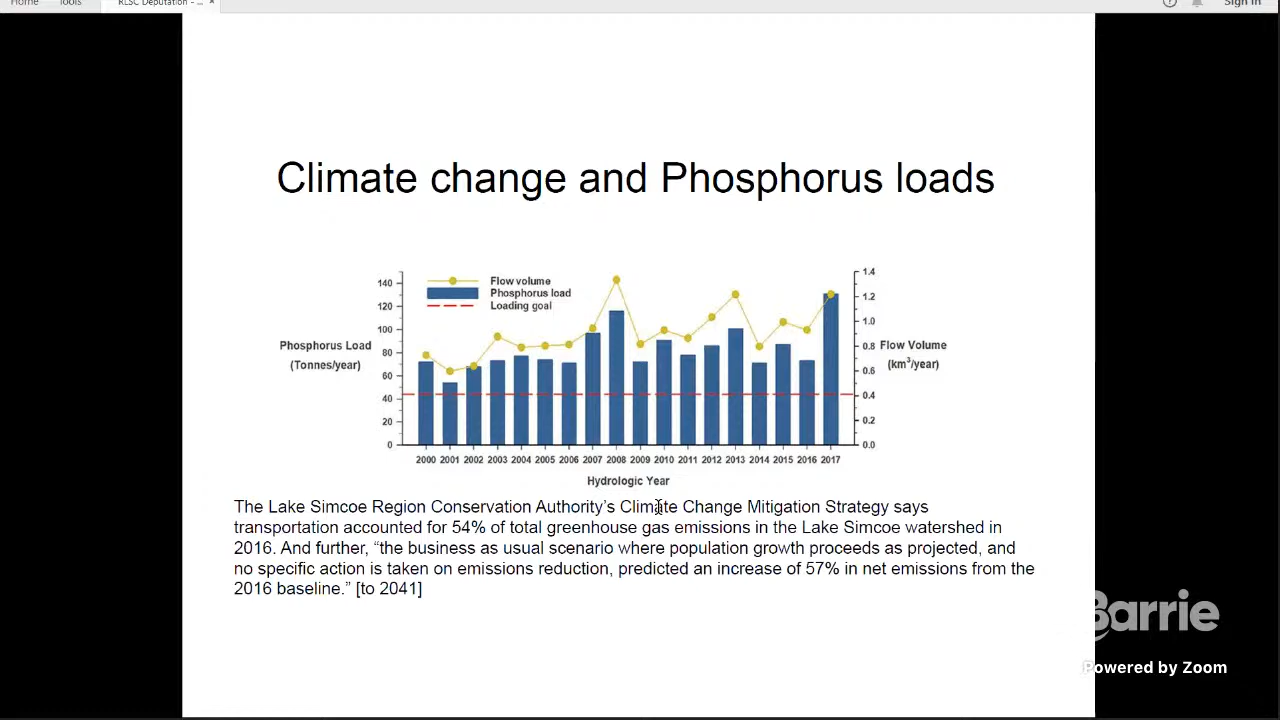 Home Tools RLSC Deputation - ... × Sign In
Climate change and Phosphorus loads
Flow volume
Phosphorus load
Loading goal
Phosphorus Load
(Tonnes/year)
140
120
100
80
60
40
20
0
1.4
1.2
1.0
0.8
0.6
0.4
0.2
0.0
Flow Volume
(km³/year)
2000 2001 2002 2003 2004 2005 2006 2007 2008 2009 2010 2011 2012 2013 2014 2015 2016 2017
Hydrologic Year
The Lake Simcoe Region Conservation Authority’s Climate Change Mitigation Strategy says
transportation accounted for 54% of total greenhouse gas emissions in the Lake Simcoe watershed in
2016. And further, “the business as usual scenario where population growth proceeds as projected, and
no specific action is taken on emissions reduction, predicted an increase of 57% in net emissions from the
2016 baseline.” [to 2041]
Barrie
Powered by Zoom